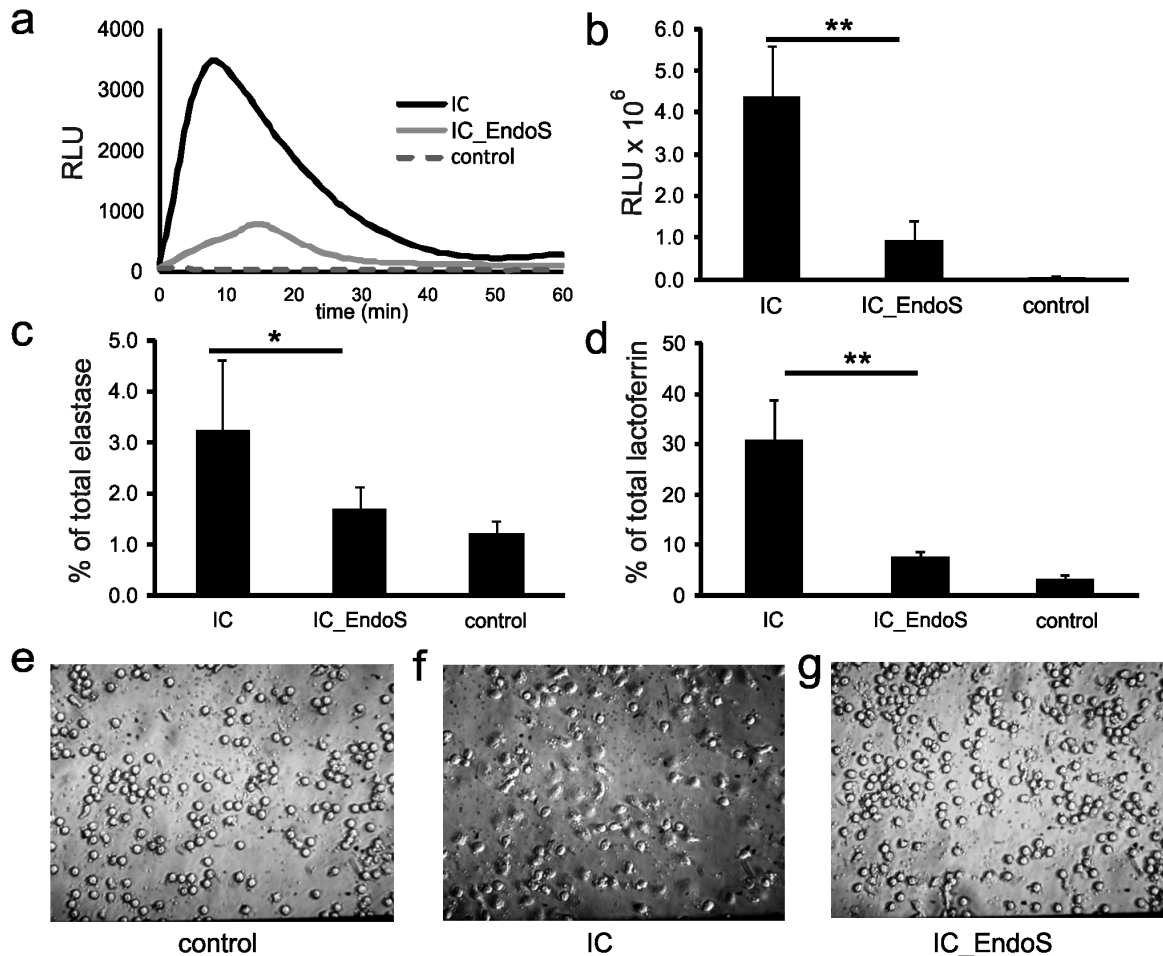 a
4000
3000
2000
1000
0
RLU
IC
IC_EndoS
control
0 10 20 30 40 50 60
time (min)
b
**
6.0
5.0
4.0
3.0
2.0
1.0
0.0
RLU x 10⁶
IC IC_EndoS control
c
*
5.0
4.0
3.0
2.0
1.0
0.0
% of total elastase
IC IC_EndoS control
d
**
50
40
30
20
10
0
% of total lactoferrin
IC IC_EndoS control
e
control
f
IC
g
IC_EndoS